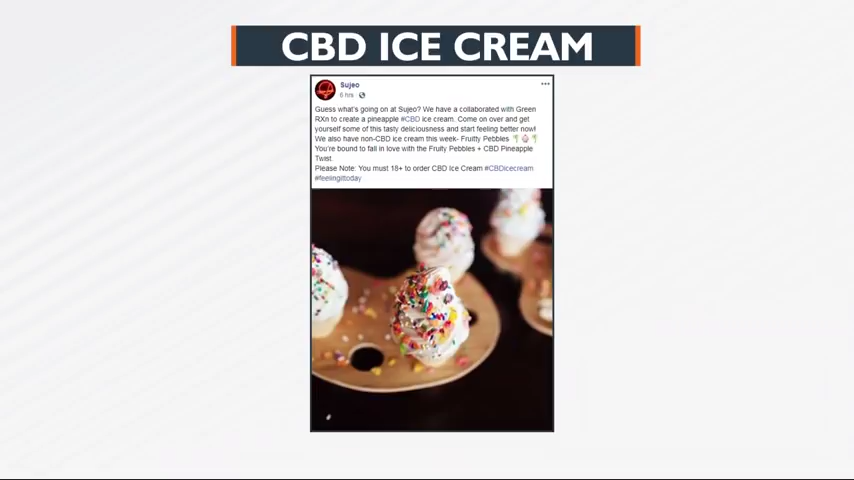 CBD ICE CREAM
Sujeo
6 hrs ·
Guess what's going on at Sujeo? We have a collaborated with Green
RXn to create a pineapple #CBD ice cream. Come on over and get
yourself some of this tasty deliciousness and start feeling better now!
We also have non-CBD ice cream this week- Fruitty Pebbles
You're bound to fall in love with the Fruity Pebbles + CBD Pineapple
Twist.
Please Note: You must 18+ to order CBD Ice Cream #CBDicecream
#feelingittoday